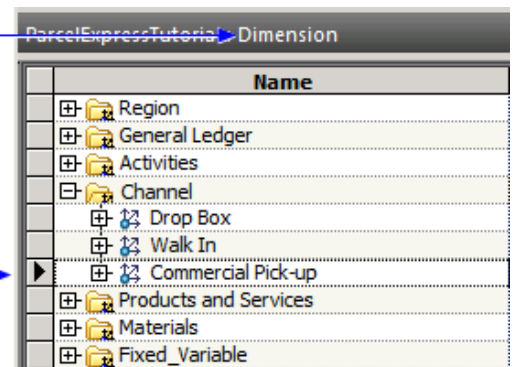 ParcelExpressTutorial > Dimension
Name
Region
General Ledger
Activities
Channel
Drop Box
Walk In
Commercial Pick-up
Products and Services
Materials
Fixed_Variable